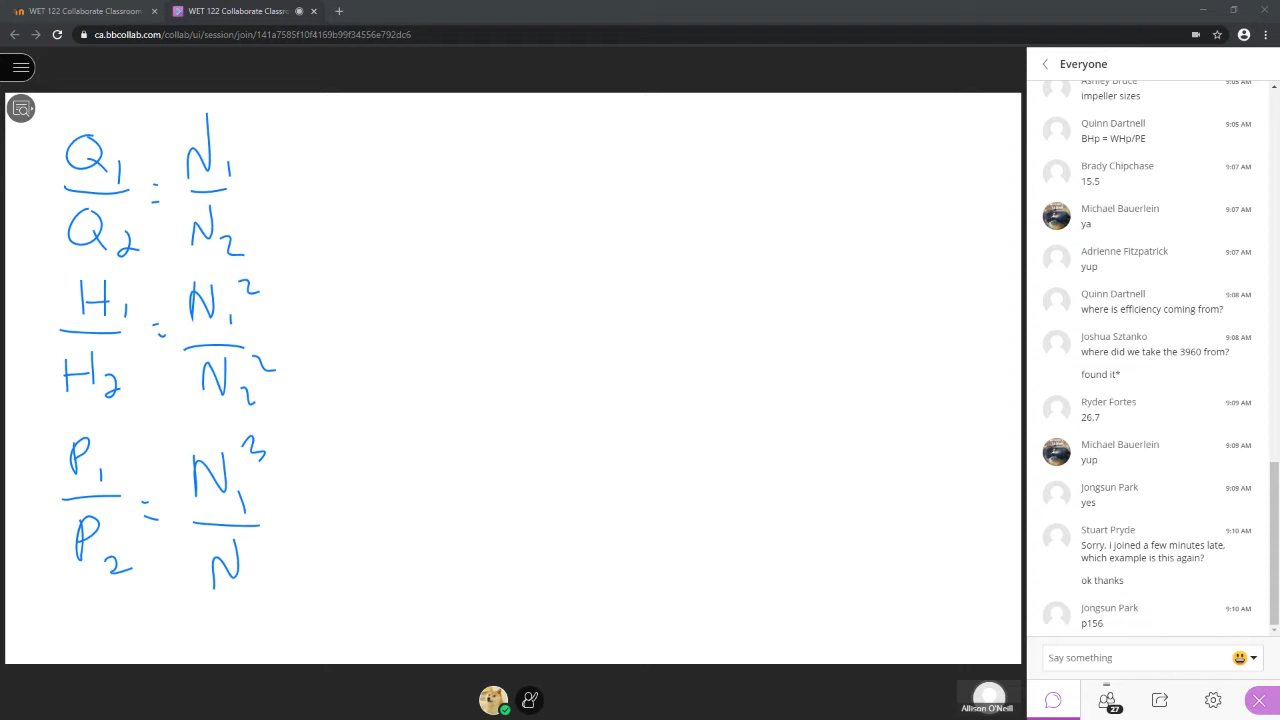 WET 122 Collaborate Classroom
WET 122 Collaborate Classro
ca.bbcollab.com/collab/ui/session/join/141a7585f10f4169b99f34556e792dc6
Q1/Q2 = N1/N2
H1/H2 = N1²/N2²
P1/P2 = N1³/N
Everyone
Ashley Bruce 9:05 AM
impeller sizes
Quinn Dartnell 9:05 AM
BHp = WHp/PE
Brady Chipchase 9:07 AM
15.5
Michael Bauerlein 9:07 AM
ya
Adrienne Fitzpatrick 9:07 AM
yup
Quinn Dartnell 9:08 AM
where is efficiency coming from?
Joshua Sztanko 9:08 AM
where did we take the 3960 from?
found it*
Ryder Fortes 9:09 AM
26.7
Michael Bauerlein 9:09 AM
yup
Jongsun Park 9:09 AM
yes
Stuart Pryde 9:10 AM
Sorry, i joined a few minutes late,
which example is this again?
ok thanks
Jongsun Park 9:10 AM
p156
Say something
27
Allison O'Neill